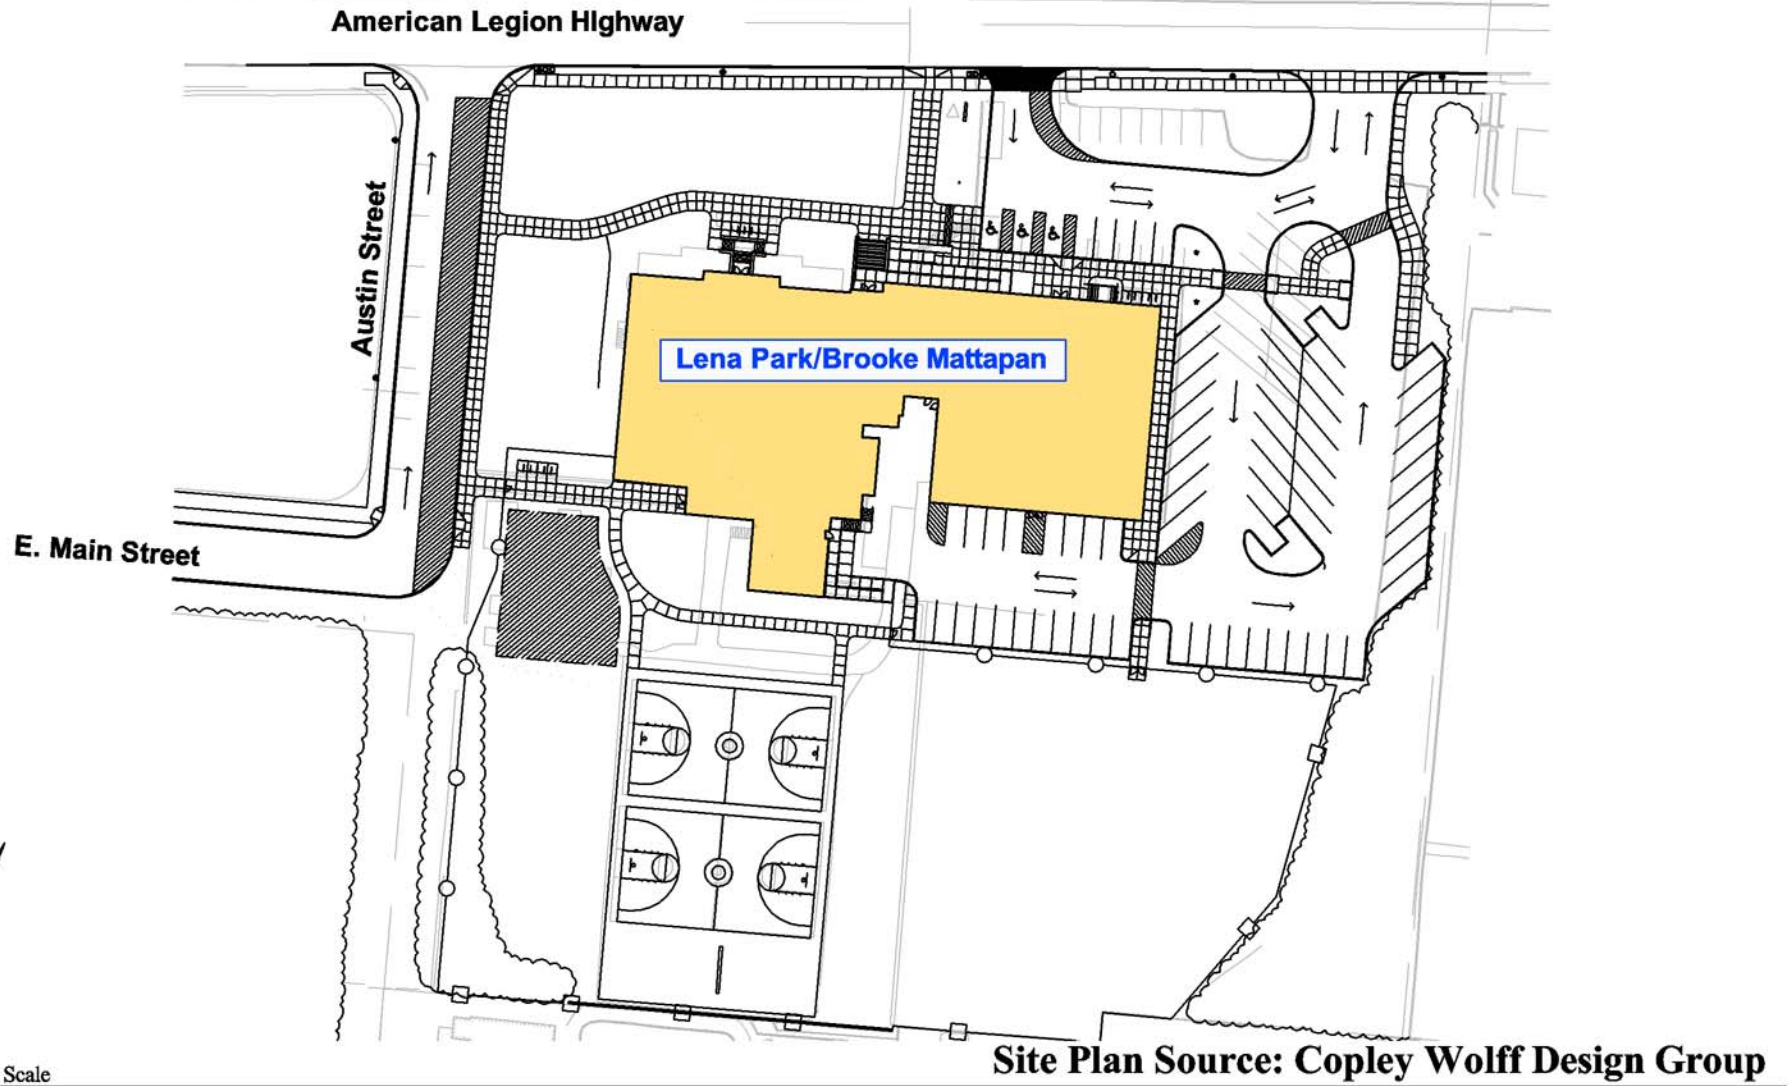 American Legion HIghway
Austin Street
Lena Park/Brooke Mattapan
E. Main Street
Site Plan Source: Copley Wolff Design Group
Scale